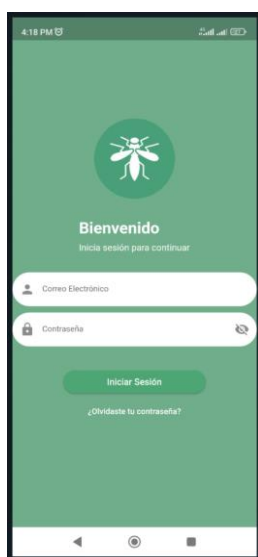 4:18 PM
Bienvenido
Inicia sesión para continuar
Correo Electrónico
Contraseña
Iniciar Sesión
¿Olvidaste tu contraseña?